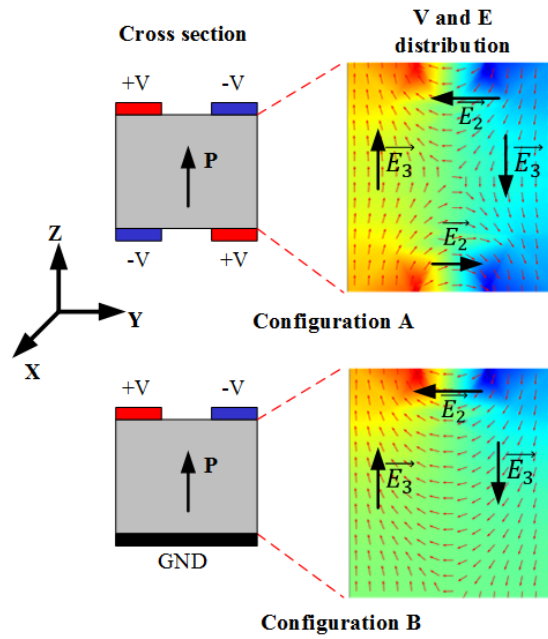 Cross section
V and E
distribution
+V -V
P
-V +V
Z
Y
X
E₂
E₃ E₃
E₂
Configuration A
+V -V
P
GND
E₂
E₃ E₃
Configuration B